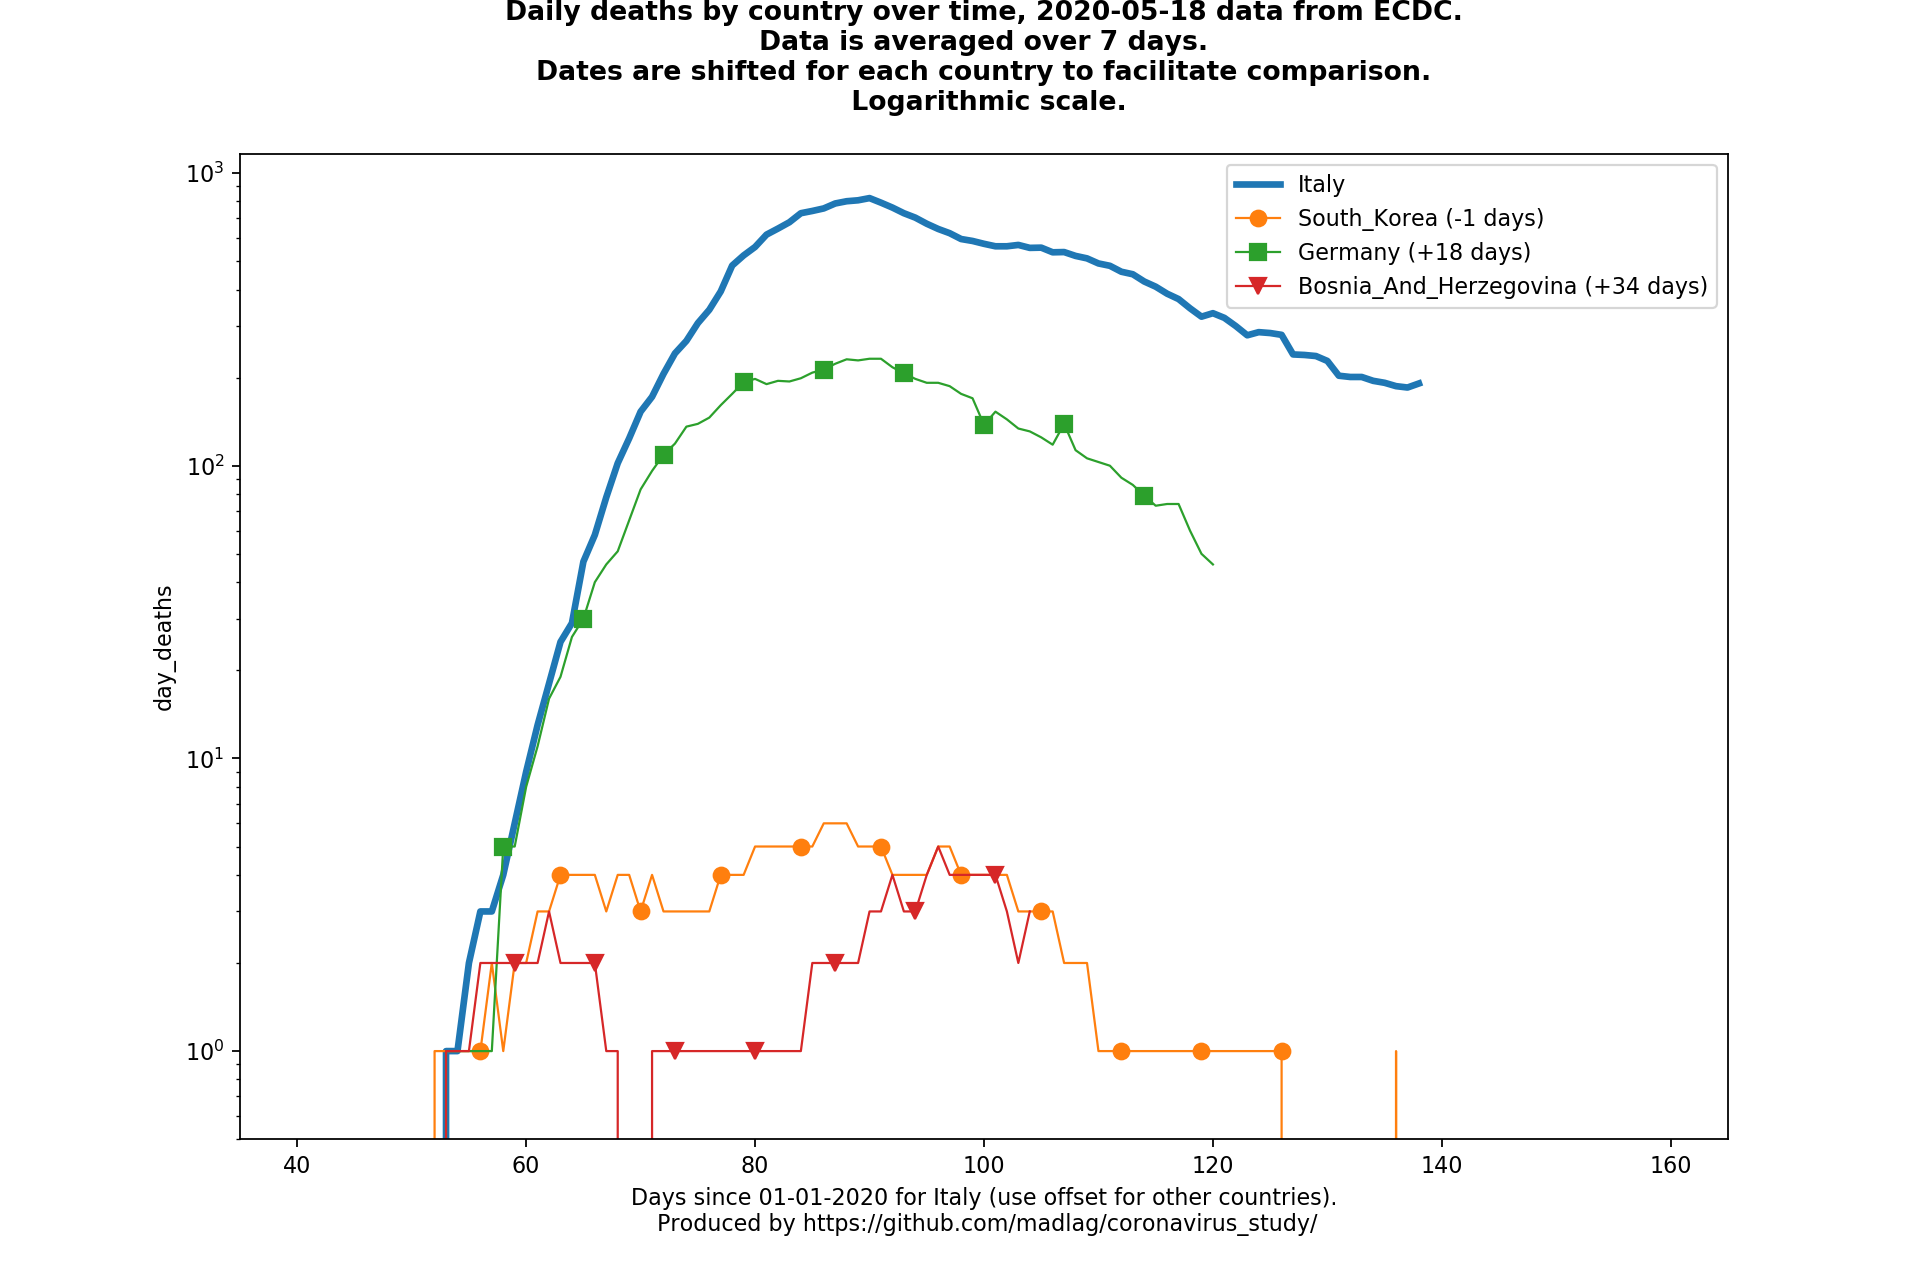 Daily deaths by country over time, 2020-05-18 data from ECDC.
Data is averaged over 7 days.
Dates are shifted for each country to facilitate comparison.
Logarithmic scale.
10³
10²
10¹
10⁰
day_deaths
Italy
South_Korea (-1 days)
Germany (+18 days)
Bosnia_And_Herzegovina (+34 days)
40 60 80 100 120 140 160
Days since 01-01-2020 for Italy (use offset for other countries).
Produced by https://github.com/madlag/coronavirus_study/